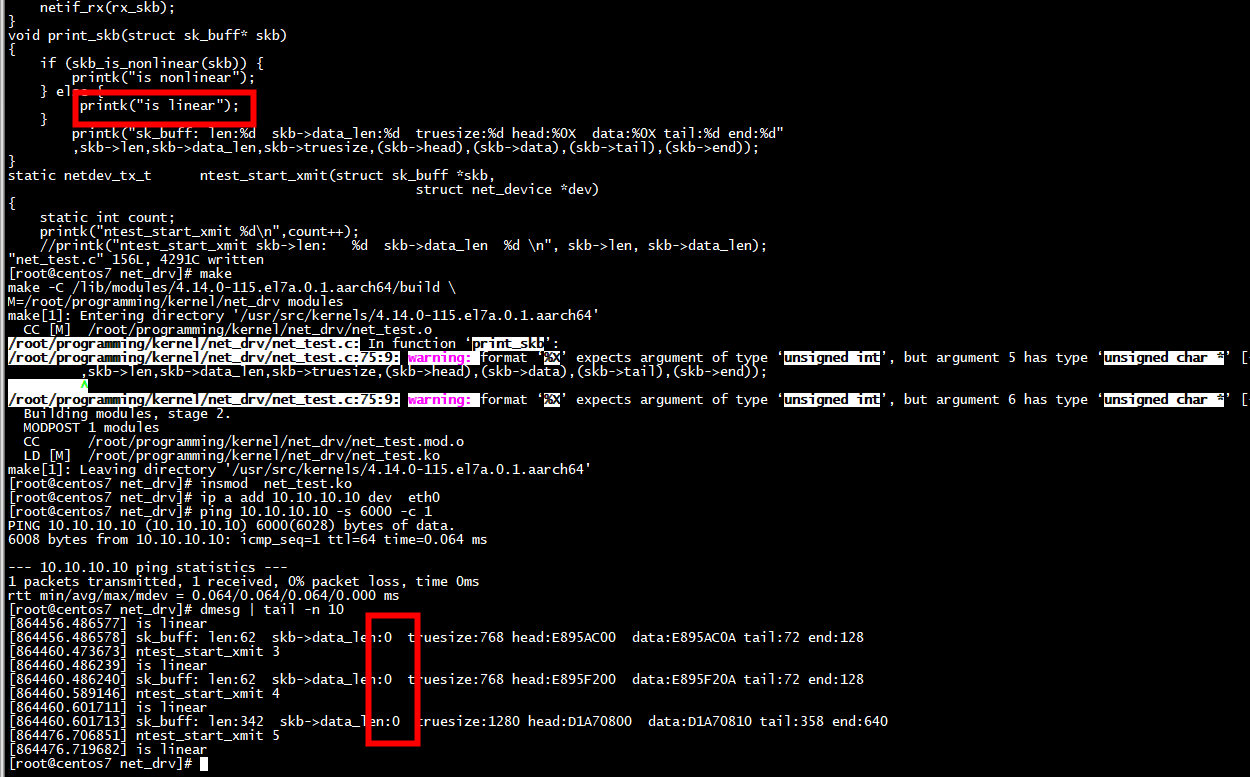 netif_rx(rx_skb);
}
void print_skb(struct sk_buff* skb)
{
    if (skb_is_nonlinear(skb)) {
        printk("is nonlinear");
    } else {
         printk("is linear");
    }
        printk("sk_buff: len:%d  skb->data_len:%d  truesize:%d head:%0X  data:%0X tail:%d end:%d"
        ,skb->len,skb->data_len,skb->truesize,(skb->head),(skb->data),(skb->tail),(skb->end));
}
static netdev_tx_t      ntest_start_xmit(struct sk_buff *skb,
                                                   struct net_device *dev)
{
    static int count;
    printk("ntest_start_xmit %d\n",count++);
    //printk("ntest_start_xmit skb->len:   %d  skb->data_len  %d \n", skb->len, skb->data_len);
"net_test.c" 156L, 4291C written
[root@centos7 net_drv]# make
make -C /lib/modules/4.14.0-115.el7a.0.1.aarch64/build \
M=/root/programming/kernel/net_drv modules
make[1]: Entering directory '/usr/src/kernels/4.14.0-115.el7a.0.1.aarch64'
  CC [M]  /root/programming/kernel/net_drv/net_test.o
/root/programming/kernel/net_drv/net_test.c: In function ‘print_skb’:
/root/programming/kernel/net_drv/net_test.c:75:9: warning: format ‘%X’ expects argument of type ‘unsigned int’, but argument 5 has type ‘unsigned char *’ [
         ,skb->len,skb->data_len,skb->truesize,(skb->head),(skb->data),(skb->tail),(skb->end));
         ^
/root/programming/kernel/net_drv/net_test.c:75:9: warning: format ‘%X’ expects argument of type ‘unsigned int’, but argument 6 has type ‘unsigned char *’ [
  Building modules, stage 2.
  MODPOST 1 modules
  CC      /root/programming/kernel/net_drv/net_test.mod.o
  LD [M]  /root/programming/kernel/net_drv/net_test.ko
make[1]: Leaving directory '/usr/src/kernels/4.14.0-115.el7a.0.1.aarch64'
[root@centos7 net_drv]# insmod  net_test.ko
[root@centos7 net_drv]# ip a add 10.10.10.10 dev  eth0
[root@centos7 net_drv]# ping 10.10.10.10 -s 6000 -c 1
PING 10.10.10.10 (10.10.10.10) 6000(6028) bytes of data.
6008 bytes from 10.10.10.10: icmp_seq=1 ttl=64 time=0.064 ms

--- 10.10.10.10 ping statistics ---
1 packets transmitted, 1 received, 0% packet loss, time 0ms
rtt min/avg/max/mdev = 0.064/0.064/0.064/0.000 ms
[root@centos7 net_drv]# dmesg | tail -n 10
[864456.486577] is linear
[864456.486578] sk_buff: len:62  skb->data_len:0  truesize:768 head:E895AC00  data:E895AC0A tail:72 end:128
[864460.473673] ntest_start_xmit 3
[864460.486239] is linear
[864460.486240] sk_buff: len:62  skb->data_len:0  truesize:768 head:E895F200  data:E895F20A tail:72 end:128
[864460.589146] ntest_start_xmit 4
[864460.601711] is linear
[864460.601713] sk_buff: len:342  skb->data_len:0  truesize:1280 head:D1A70800  data:D1A70810 tail:358 end:640
[864476.706851] ntest_start_xmit 5
[864476.719682] is linear
[root@centos7 net_drv]#